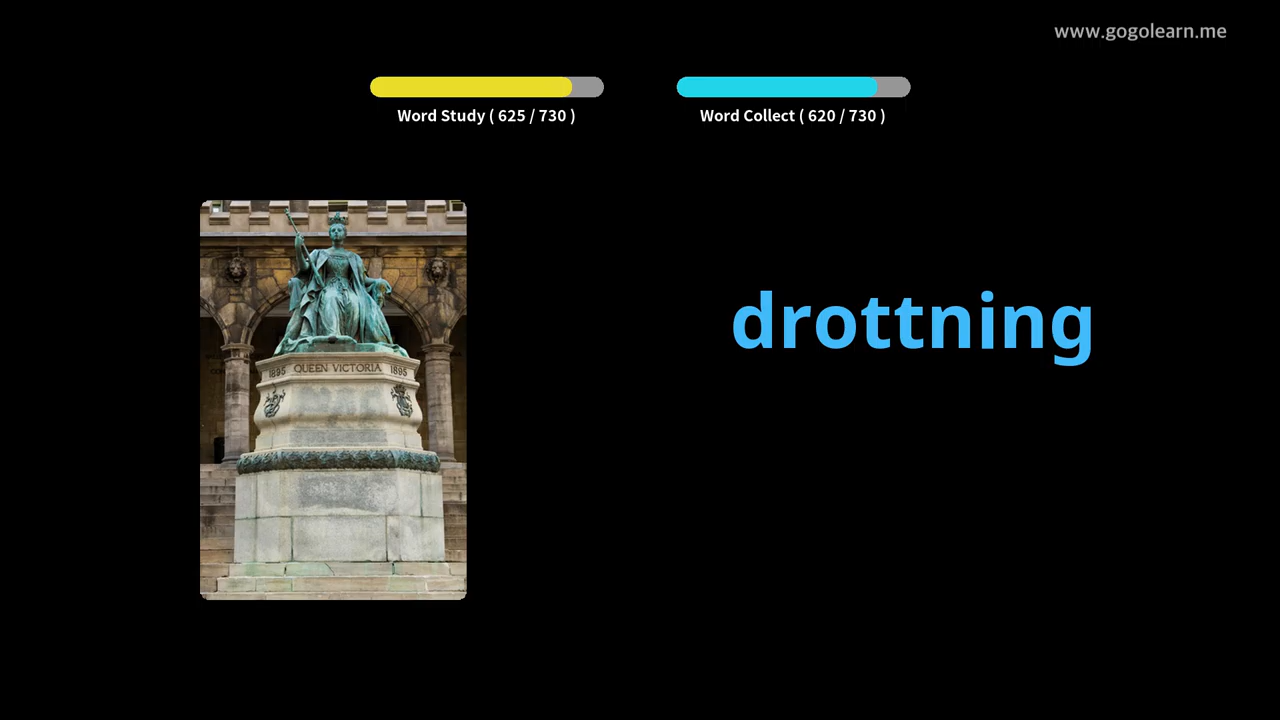 www.gogolearn.me
Word Study ( 625 / 730 )
Word Collect ( 620 / 730 )
drottning
1895 QUEEN VICTORIA 1895